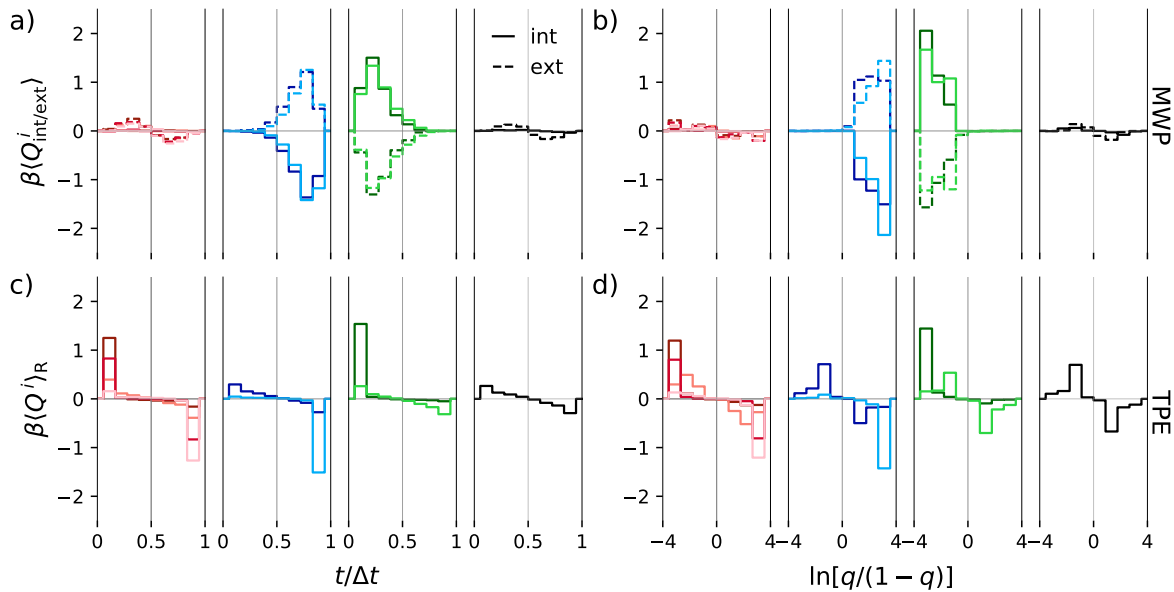 a)
b)
int
ext
2
1
0
−1
−2
β⟨Q^i_int/ext⟩
MWP
c)
d)
2
1
0
−1
−2
β⟨Q^i⟩_R
TPE
0 0.5 1 0 0.5 1 0 0.5 1 0 0.5 1
−4 0 4 −4 0 4 −4 0 4 −4 0 4
t/Δt
ln[q/(1 − q)]